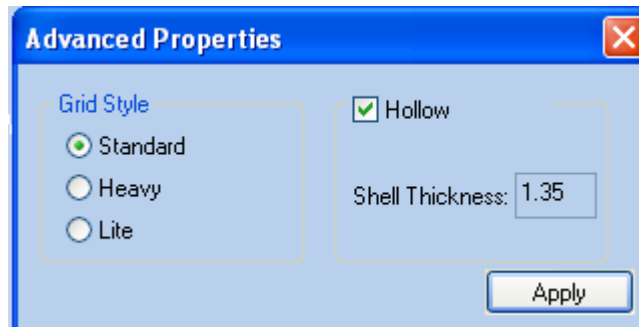 Advanced Properties
Grid Style
Standard
Heavy
Lite
Hollow
Shell Thickness: 1.35
Apply